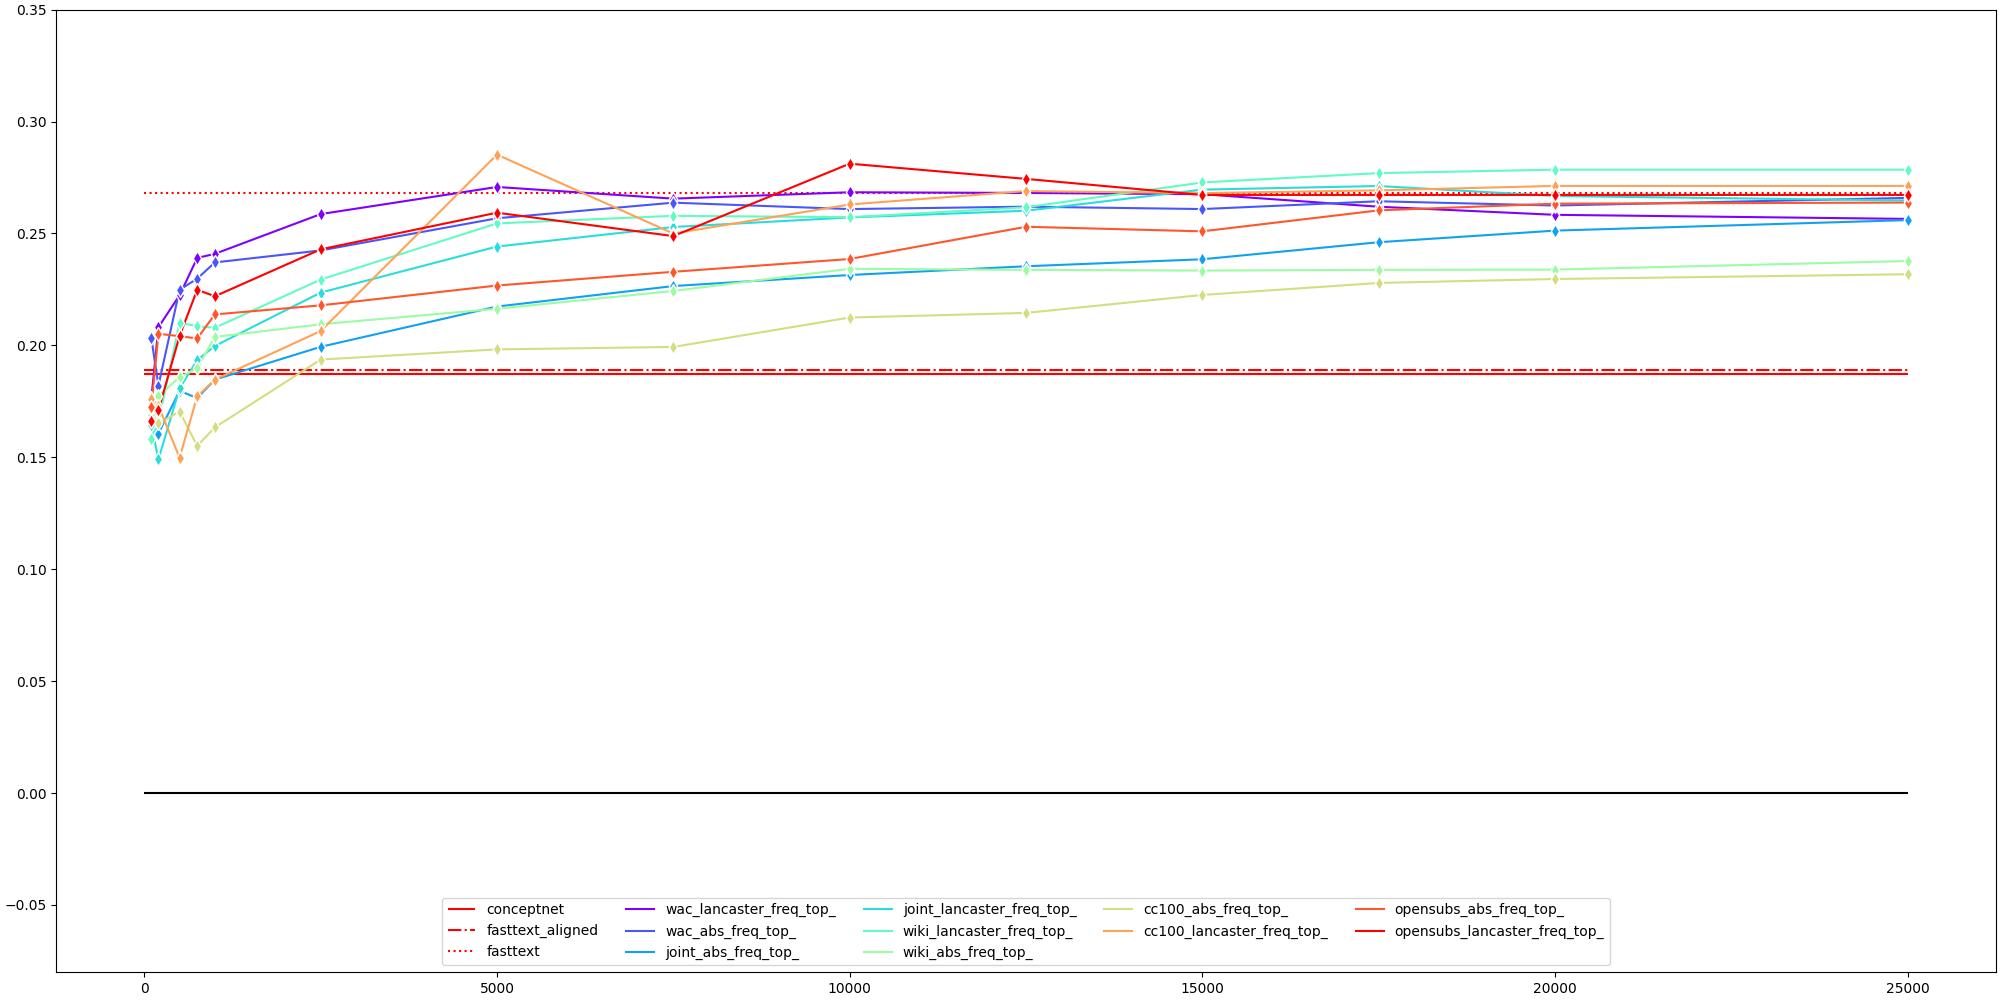 0.35
0.30
0.25
0.20
0.15
0.10
0.05
0.00
−0.05
conceptnet
fasttext_aligned
fasttext
wac_lancaster_freq_top_
wac_abs_freq_top_
joint_abs_freq_top_
joint_lancaster_freq_top_
wiki_lancaster_freq_top_
wiki_abs_freq_top_
cc100_abs_freq_top_
cc100_lancaster_freq_top_
opensubs_abs_freq_top_
opensubs_lancaster_freq_top_
0 5000 10000 15000 20000 25000